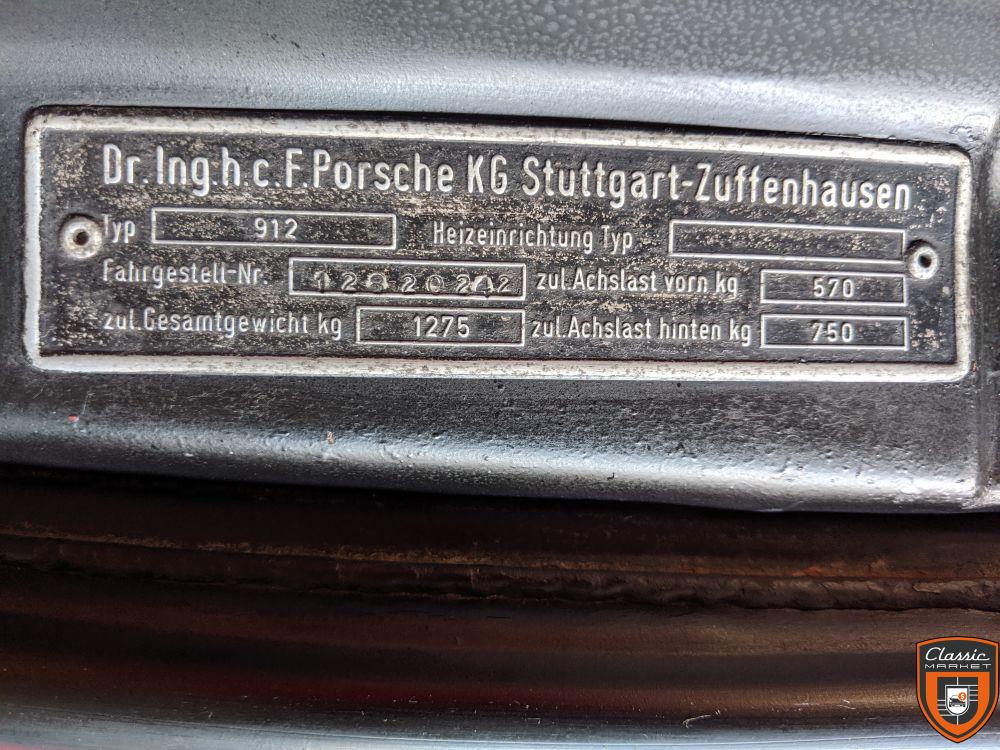 Dr.Ing.h.c.F.Porsche KG Stuttgart-Zuffenhausen
Typ 912 Heizeinrichtung Typ
Fahrgestell-Nr. zul.Achslast vorn kg 570
zul.Gesamtgewicht kg 1275 zul.Achslast hinten kg 750
Classic
MARKET